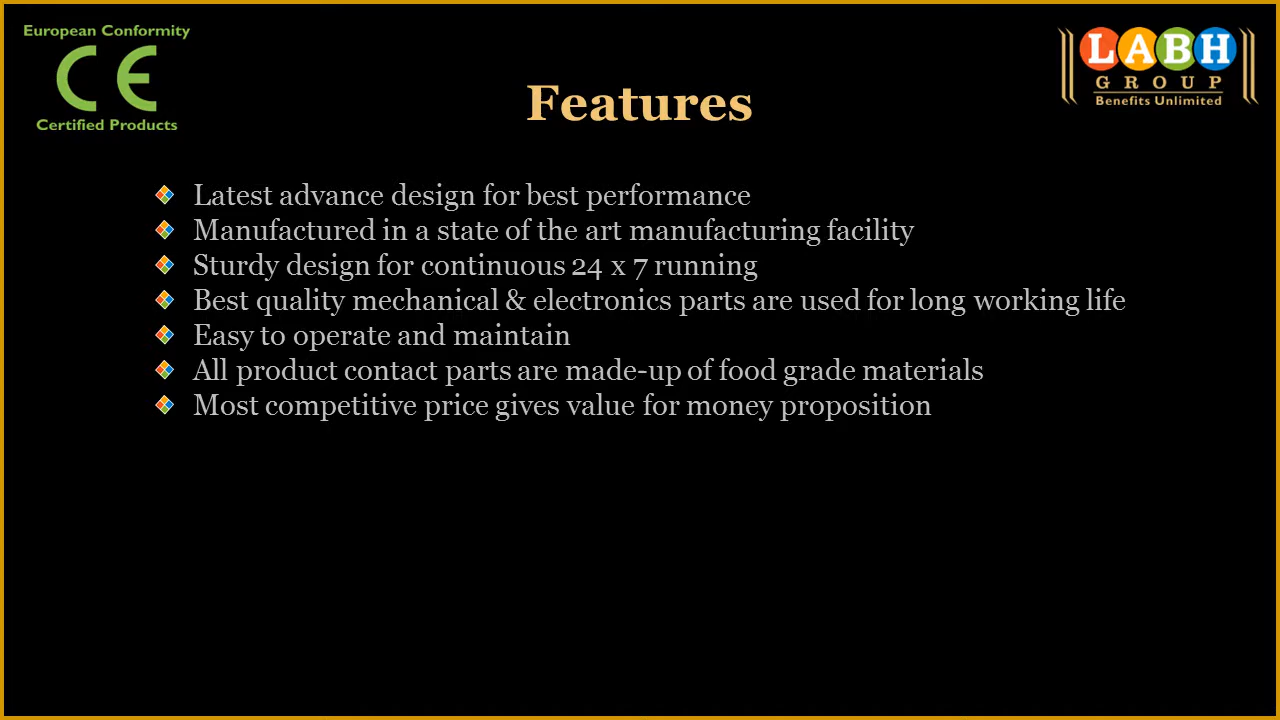 European Conformity
CE
Certified Products
LABH
GROUP
Benefits Unlimited
Features
Latest advance design for best performance
Manufactured in a state of the art manufacturing facility
Sturdy design for continuous 24 x 7 running
Best quality mechanical & electronics parts are used for long working life
Easy to operate and maintain
All product contact parts are made-up of food grade materials
Most competitive price gives value for money proposition